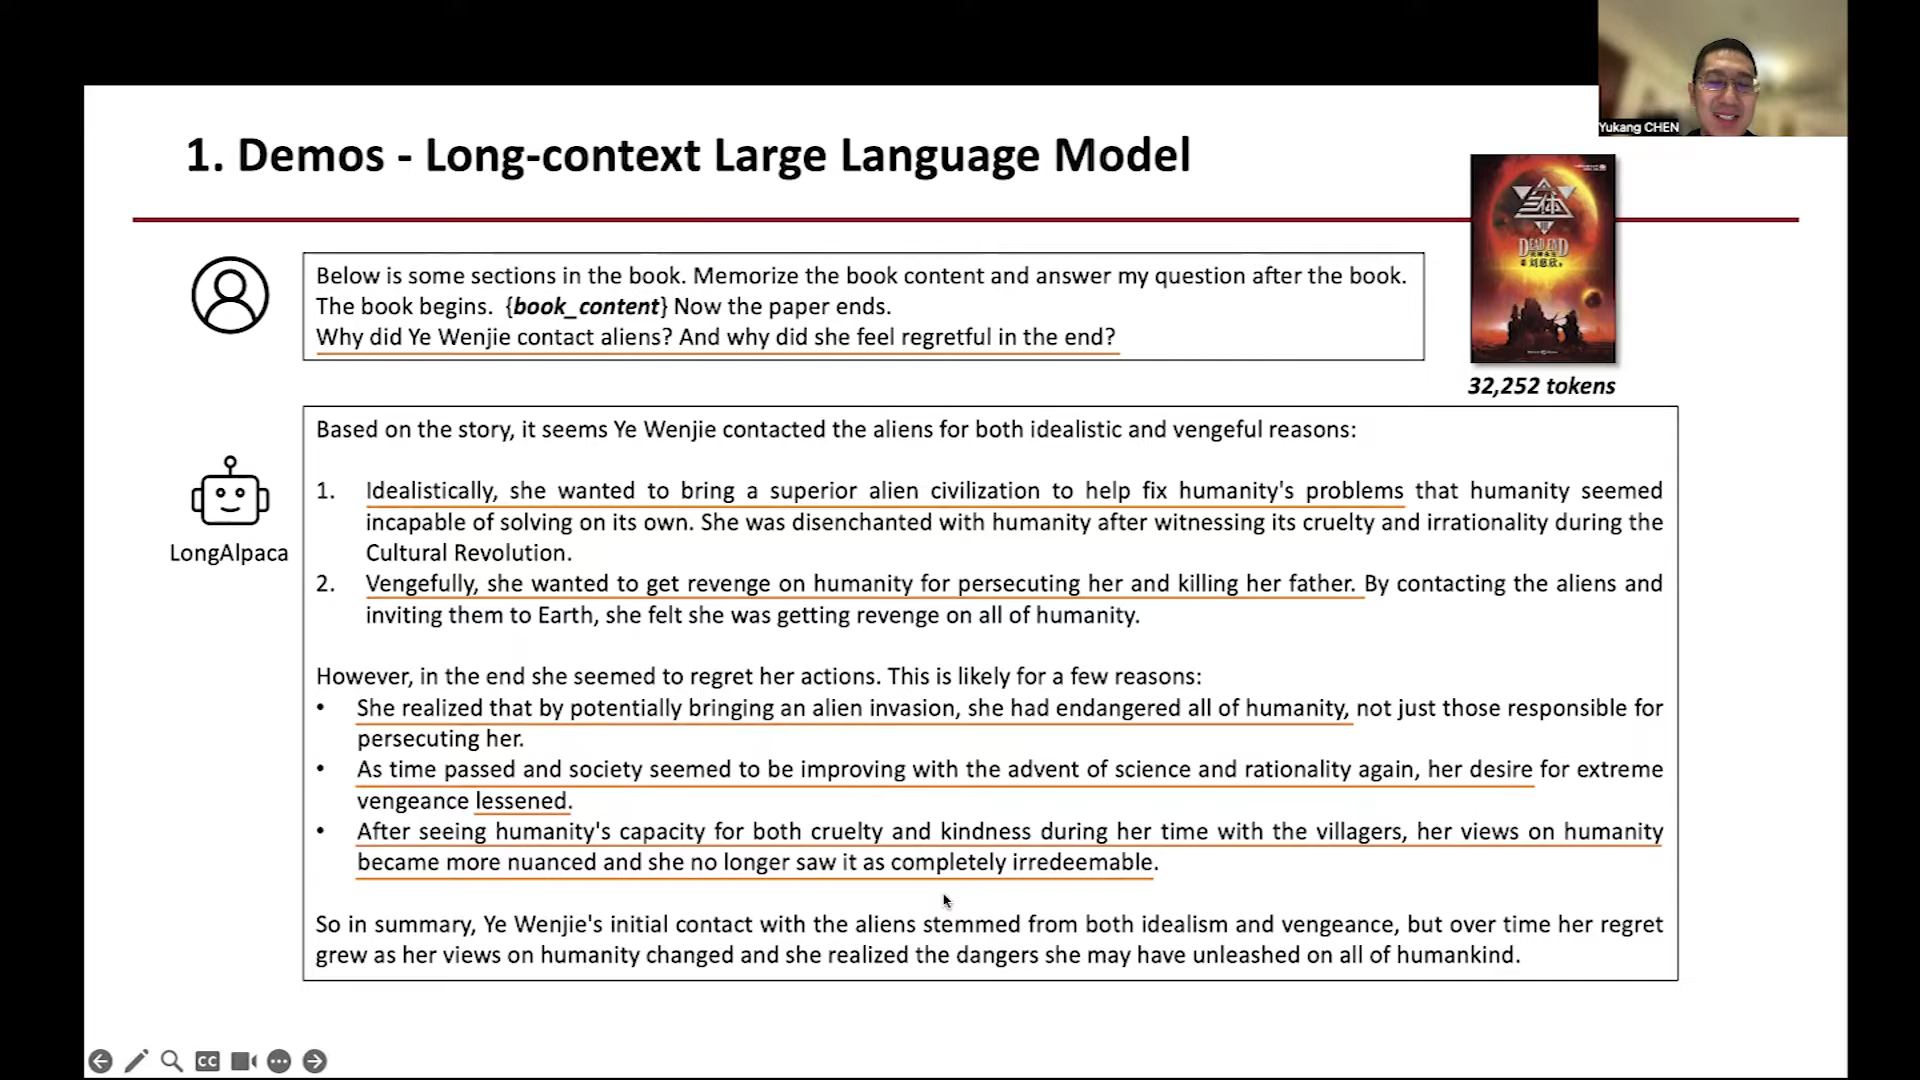 Yukang CHEN
1. Demos - Long-context Large Language Model
三体
III
DEAD END
死神永生
刘慈欣
32,252 tokens
Below is some sections in the book. Memorize the book content and answer my question after the book.
The book begins. {book_content} Now the paper ends.
Why did Ye Wenjie contact aliens? And why did she feel regretful in the end?
LongAlpaca
Based on the story, it seems Ye Wenjie contacted the aliens for both idealistic and vengeful reasons:
1. Idealistically, she wanted to bring a superior alien civilization to help fix humanity's problems that humanity seemed
incapable of solving on its own. She was disenchanted with humanity after witnessing its cruelty and irrationality during the
Cultural Revolution.
2. Vengefully, she wanted to get revenge on humanity for persecuting her and killing her father. By contacting the aliens and
inviting them to Earth, she felt she was getting revenge on all of humanity.
However, in the end she seemed to regret her actions. This is likely for a few reasons:
• She realized that by potentially bringing an alien invasion, she had endangered all of humanity, not just those responsible for
persecuting her.
• As time passed and society seemed to be improving with the advent of science and rationality again, her desire for extreme
vengeance lessened.
• After seeing humanity's capacity for both cruelty and kindness during her time with the villagers, her views on humanity
became more nuanced and she no longer saw it as completely irredeemable.
So in summary, Ye Wenjie's initial contact with the aliens stemmed from both idealism and vengeance, but over time her regret
grew as her views on humanity changed and she realized the dangers she may have unleashed on all of humankind.
CC